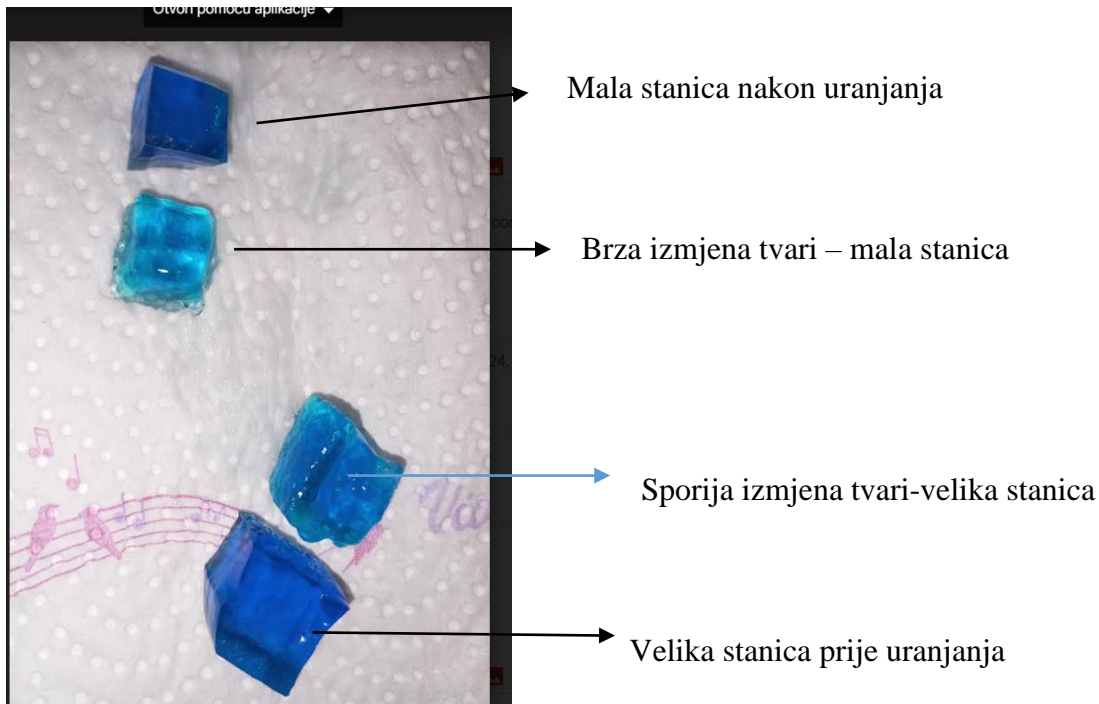 Otvori pomoću aplikacije
Mala stanica nakon uranjanja
Brza izmjena tvari – mala stanica
24.
Sporija izmjena tvari-velika stanica
Velika stanica prije uranjanja